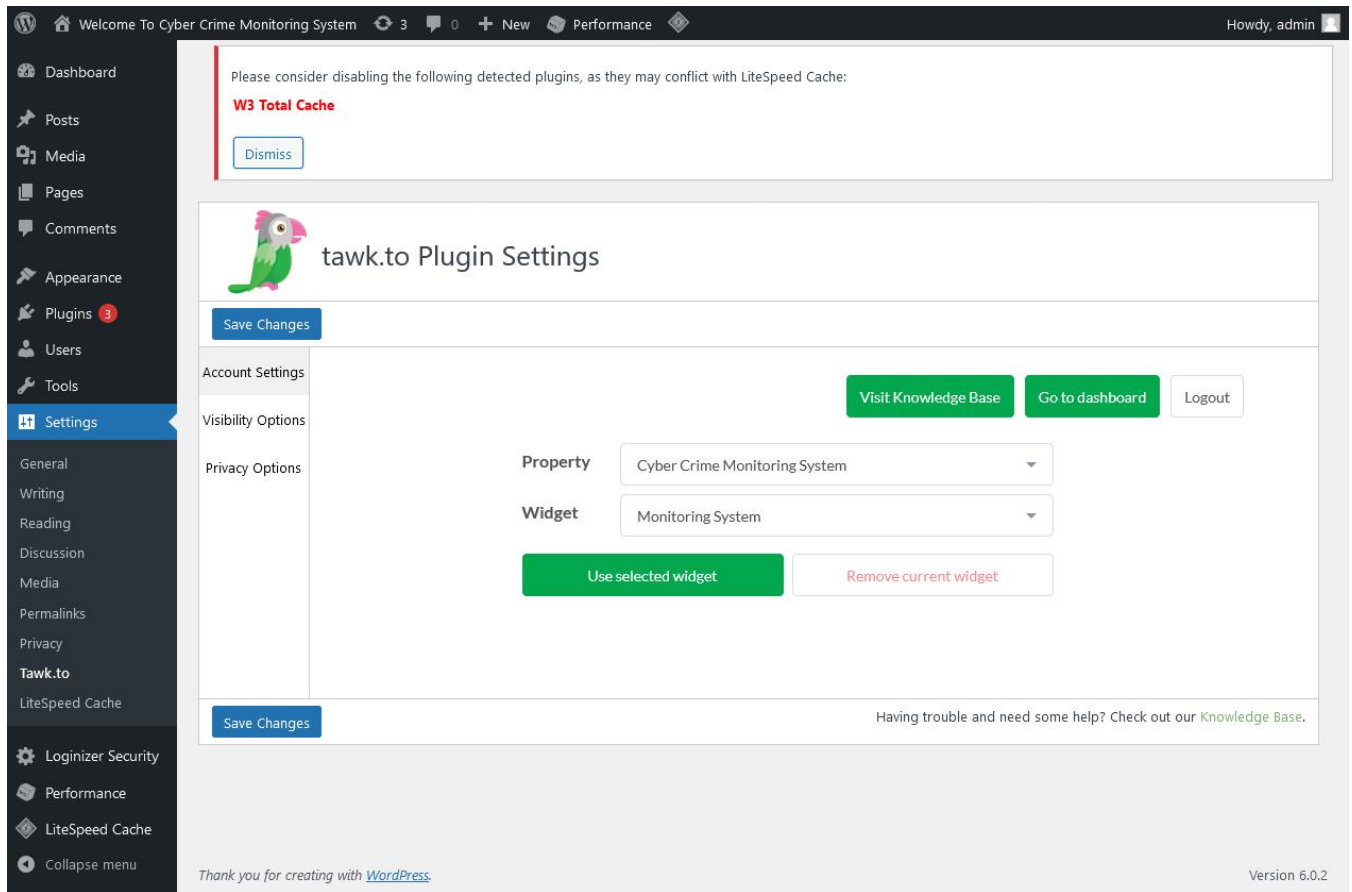 Welcome To Cyber Crime Monitoring System 3 0 + New Performance Howdy, admin
Dashboard
Posts
Media
Pages
Comments
Appearance
Plugins 3
Users
Tools
Settings
General
Writing
Reading
Discussion
Media
Permalinks
Privacy
Tawk.to
LiteSpeed Cache
Loginizer Security
Performance
LiteSpeed Cache
Collapse menu
Please consider disabling the following detected plugins, as they may conflict with LiteSpeed Cache:
W3 Total Cache
Dismiss
tawk.to Plugin Settings
Save Changes
Account Settings
Visibility Options
Privacy Options
Visit Knowledge Base Go to dashboard Logout
Property Cyber Crime Monitoring System
Widget Monitoring System
Use selected widget Remove current widget
Save Changes Having trouble and need some help? Check out our Knowledge Base.
Thank you for creating with WordPress. Version 6.0.2